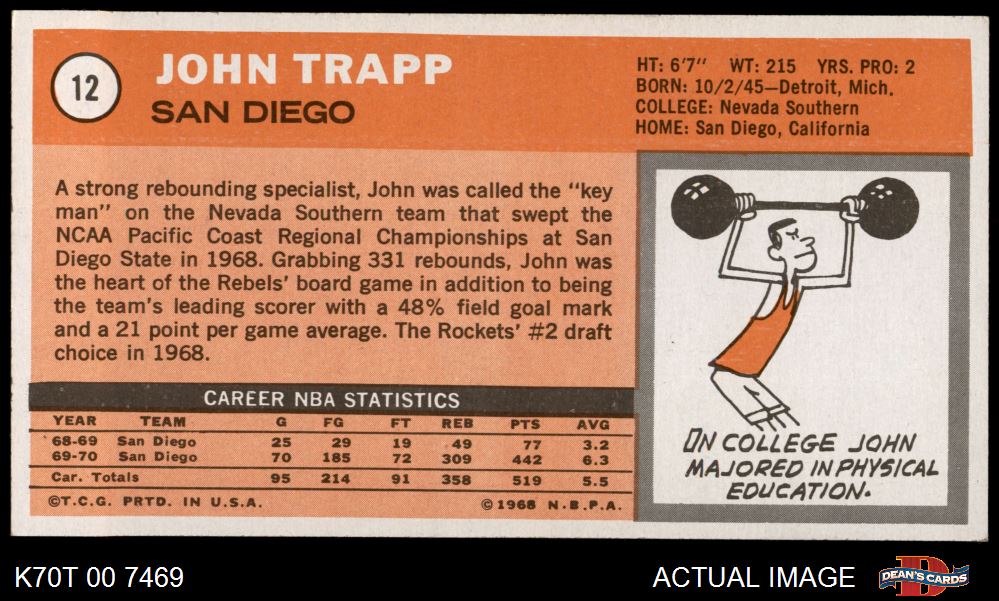 12
JOHN TRAPP
SAN DIEGO
HT: 6'7" WT: 215 YRS. PRO: 2
BORN: 10/2/45—Detroit, Mich.
COLLEGE: Nevada Southern
HOME: San Diego, California
A strong rebounding specialist, John was called the "key
man" on the Nevada Southern team that swept the
NCAA Pacific Coast Regional Championships at San
Diego State in 1968. Grabbing 331 rebounds, John was
the heart of the Rebels' board game in addition to being
the team's leading scorer with a 48% field goal mark
and a 21 point per game average. The Rockets' #2 draft
choice in 1968.
CAREER NBA STATISTICS
YEAR TEAM G FG FT REB PTS AVG
68-69 San Diego 25 29 19 49 77 3.2
69-70 San Diego 70 185 72 309 442 6.3
Car. Totals 95 214 91 358 519 5.5
©T.C.G. PRTD. IN U.S.A. ©1968 N.B.P.A.
IN COLLEGE JOHN
MAJORED IN PHYSICAL
EDUCATION.
K70T 00 7469
ACTUAL IMAGE
D
DEAN'S CARDS